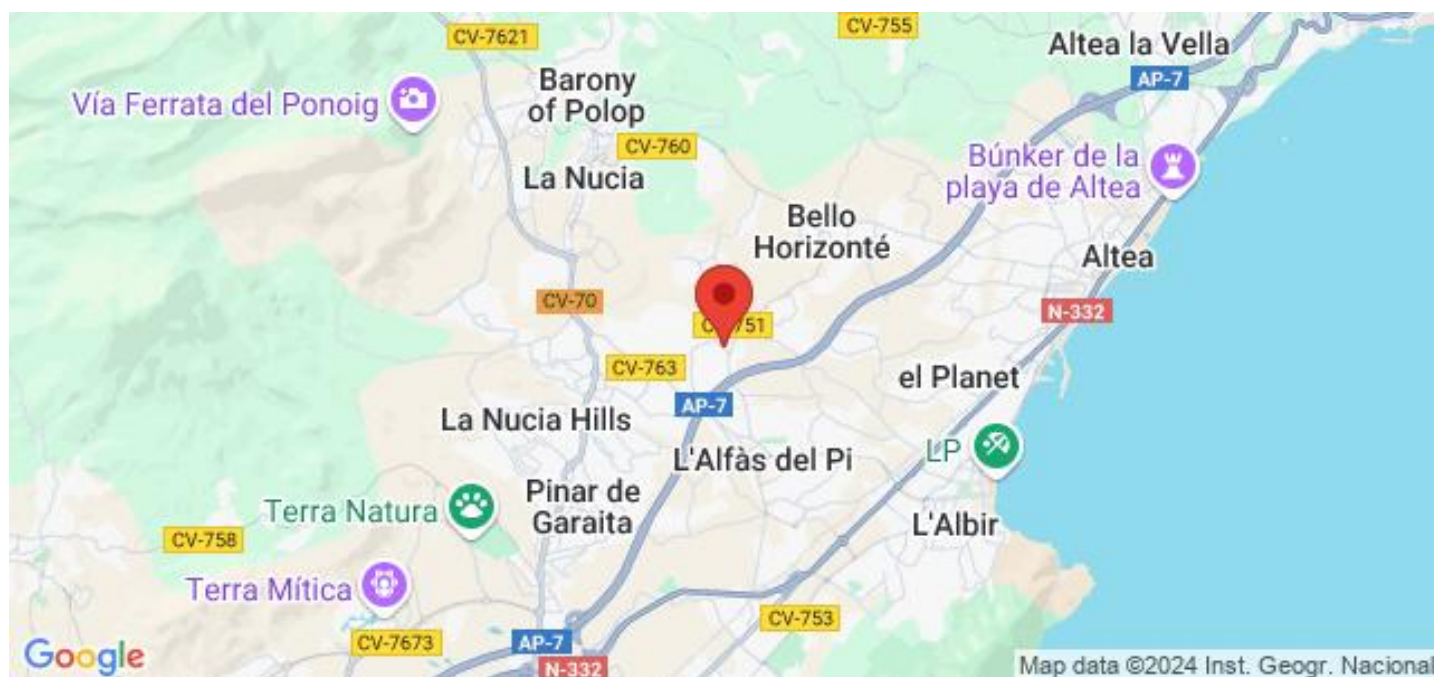 CV-7621
CV-755
Altea la Vella
AP-7
Barony
of Polop
Vía Ferrata del Ponoig
CV-760
La Nucia
Búnker de la
playa de Altea
Bello
Horizonté
Altea
CV-70
N-332
751
CV-763
el Planet
AP-7
La Nucia Hills
L'Alfàs del Pi
LP
Pinar de
Garaita
Terra Natura
L'Albir
CV-758
Terra Mítica
CV-753
CV-7673
AP-7
N-332
Google
Map data ©2024 Inst. Geogr. Nacional